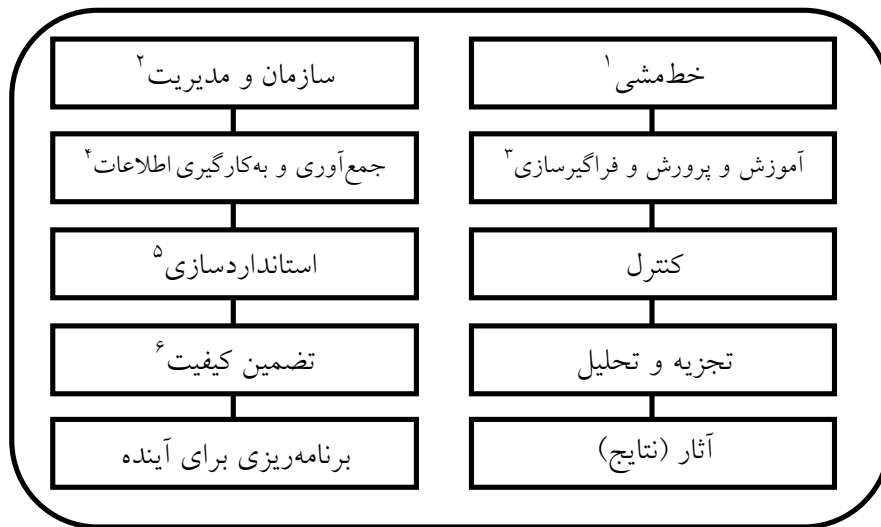 خط‌مشی۱
سازمان و مدیریت۲
آموزش و پرورش و فراگیرسازی۳
جمع‌آوری و به‌کارگیری اطلاعات۴
کنترل
استانداردسازی۵
تجزیه و تحلیل
تضمین کیفیت۶
آثار (نتایج)
برنامه‌ریزی برای آینده